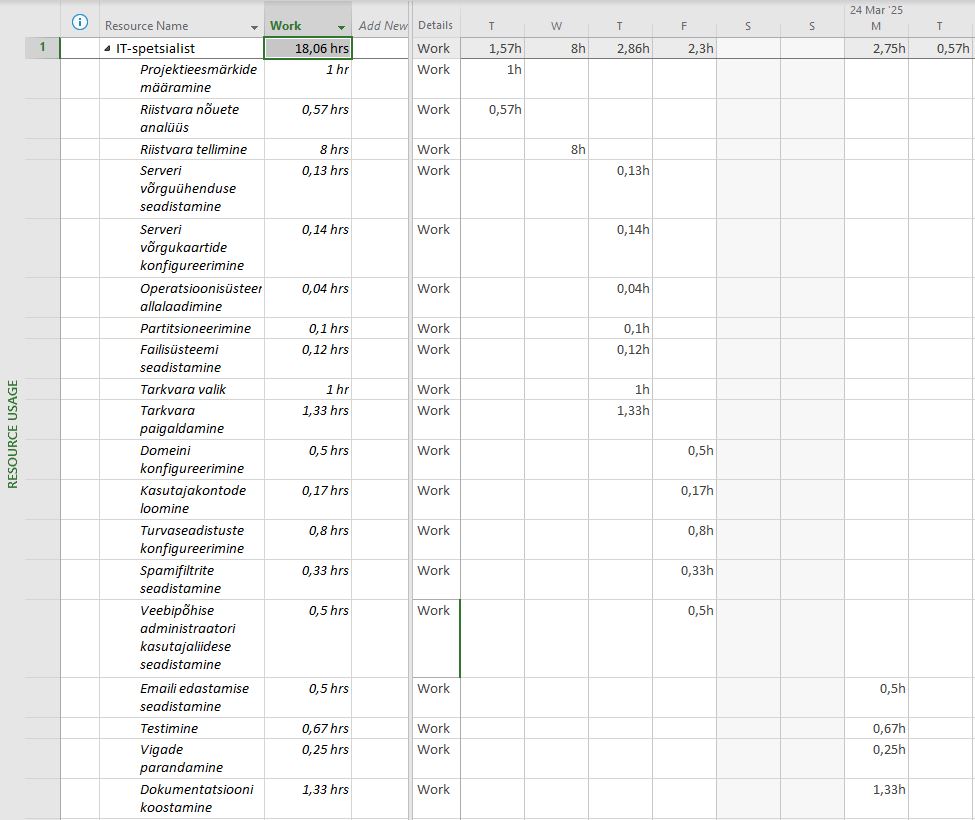 24 Mar '25
Resource Name Work Add New Details T W T F S S M T
1 IT-spetsialist 18,06 hrs Work 1,57h 8h 2,86h 2,3h 2,75h 0,57h
Projektieesmärkide 1 hr Work 1h
määramine
Riistvara nõuete 0,57 hrs Work 0,57h
analüüs
Riistvara tellimine 8 hrs Work 8h
Serveri 0,13 hrs Work 0,13h
võrguühenduse
seadistamine
Serveri 0,14 hrs Work 0,14h
võrgukaartide
konfigureerimine
Operatsioonisüsteer 0,04 hrs Work 0,04h
allalaadimine
Partitsioneerimine 0,1 hrs Work 0,1h
Failisüsteemi 0,12 hrs Work 0,12h
seadistamine
Tarkvara valik 1 hr Work 1h
Tarkvara 1,33 hrs Work 1,33h
paigaldamine
Domeini 0,5 hrs Work 0,5h
konfigureerimine
Kasutajakontode 0,17 hrs Work 0,17h
loomine
Turvaseadistuste 0,8 hrs Work 0,8h
konfigureerimine
Spamifiltrite 0,33 hrs Work 0,33h
seadistamine
Veebipõhise 0,5 hrs Work 0,5h
administraatori
kasutajaliidese
seadistamine
Emaili edastamise 0,5 hrs Work 0,5h
seadistamine
Testimine 0,67 hrs Work 0,67h
Vigade 0,25 hrs Work 0,25h
parandamine
Dokumentatsiooni 1,33 hrs Work 1,33h
koostamine
RESOURCE USAGE